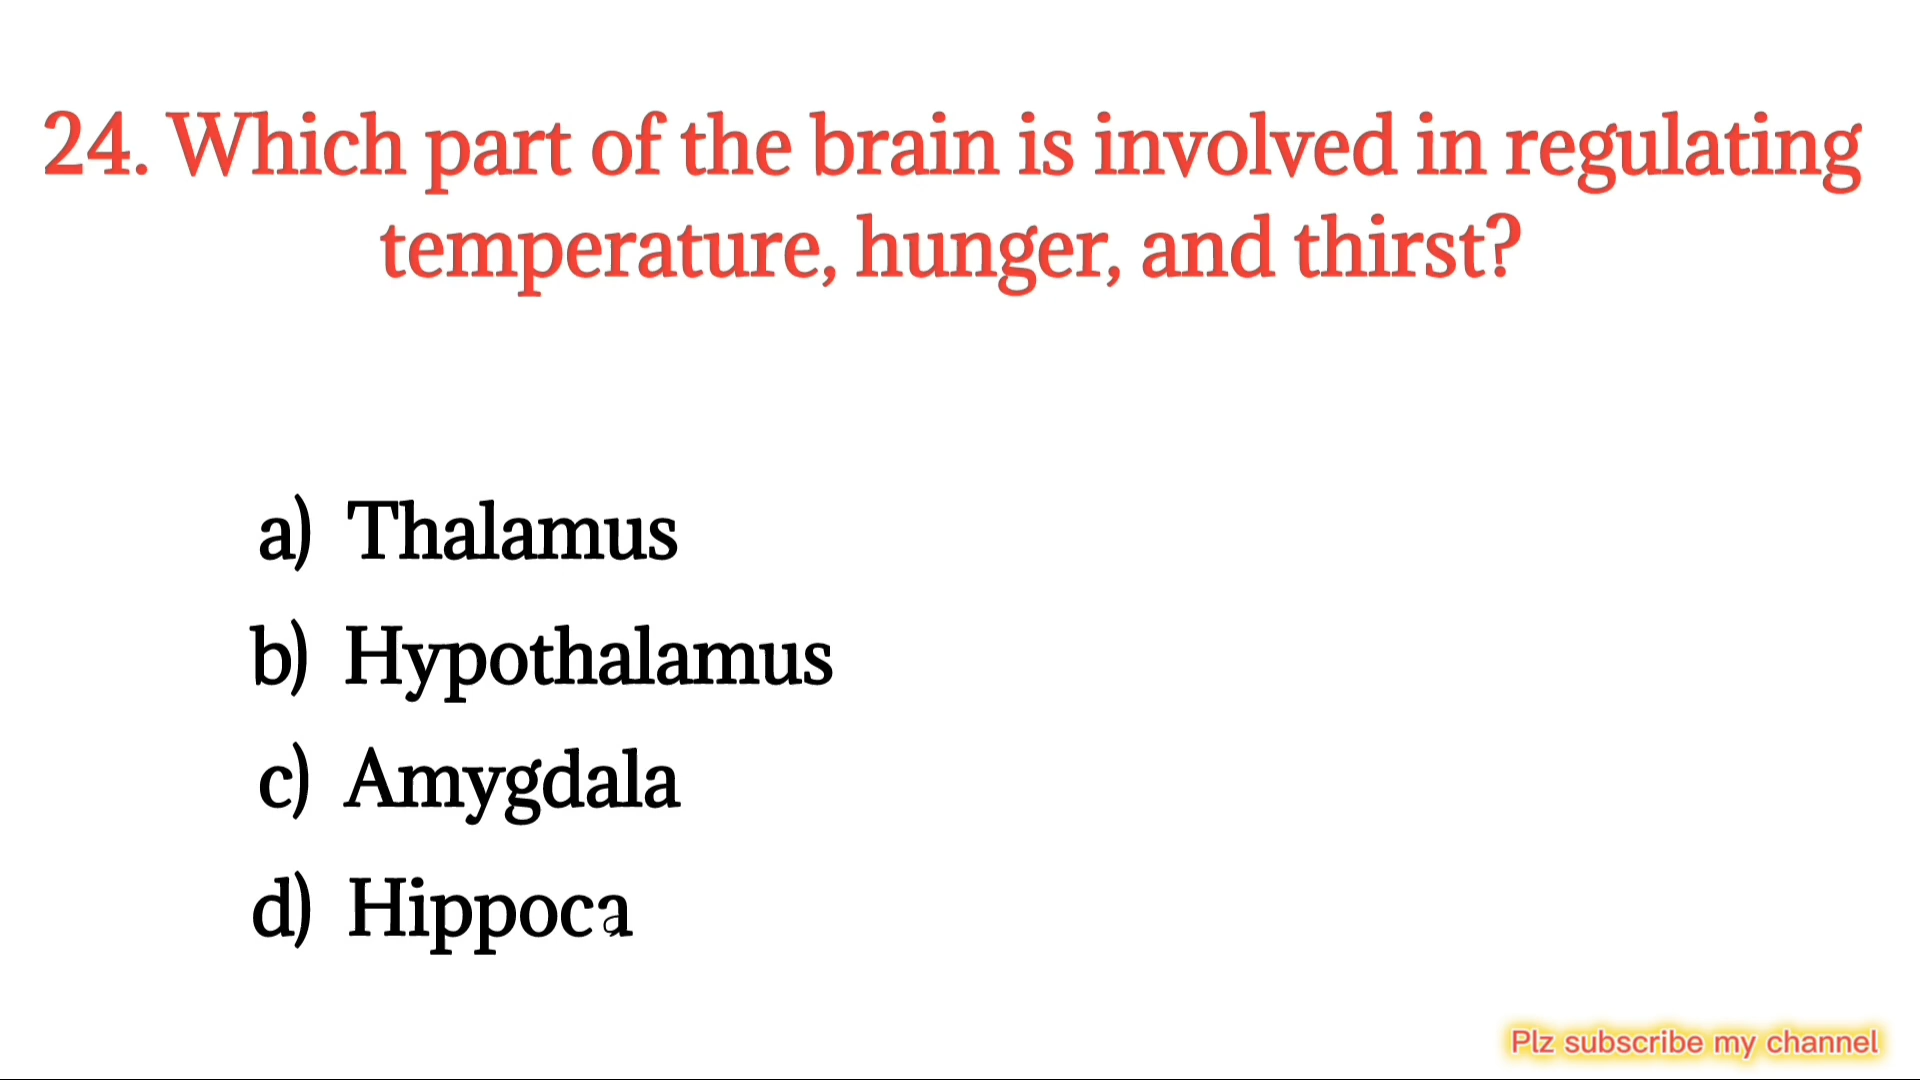 24. Which part of the brain is involved in regulating
temperature, hunger, and thirst?
a) Thalamus
b) Hypothalamus
c) Amygdala
d) Hippoca
Plz subscribe my channel